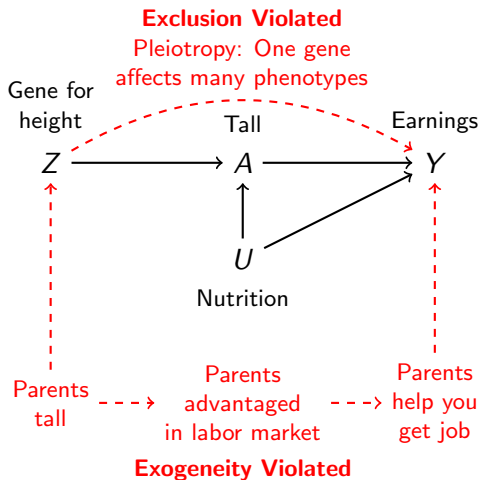 Exclusion Violated
Pleiotropy: One gene
affects many phenotypes
Gene for
height
Tall
Earnings
Z
A
Y
U
Nutrition
Parents
tall
Parents
advantaged
in labor market
Parents
help you
get job
Exogeneity Violated